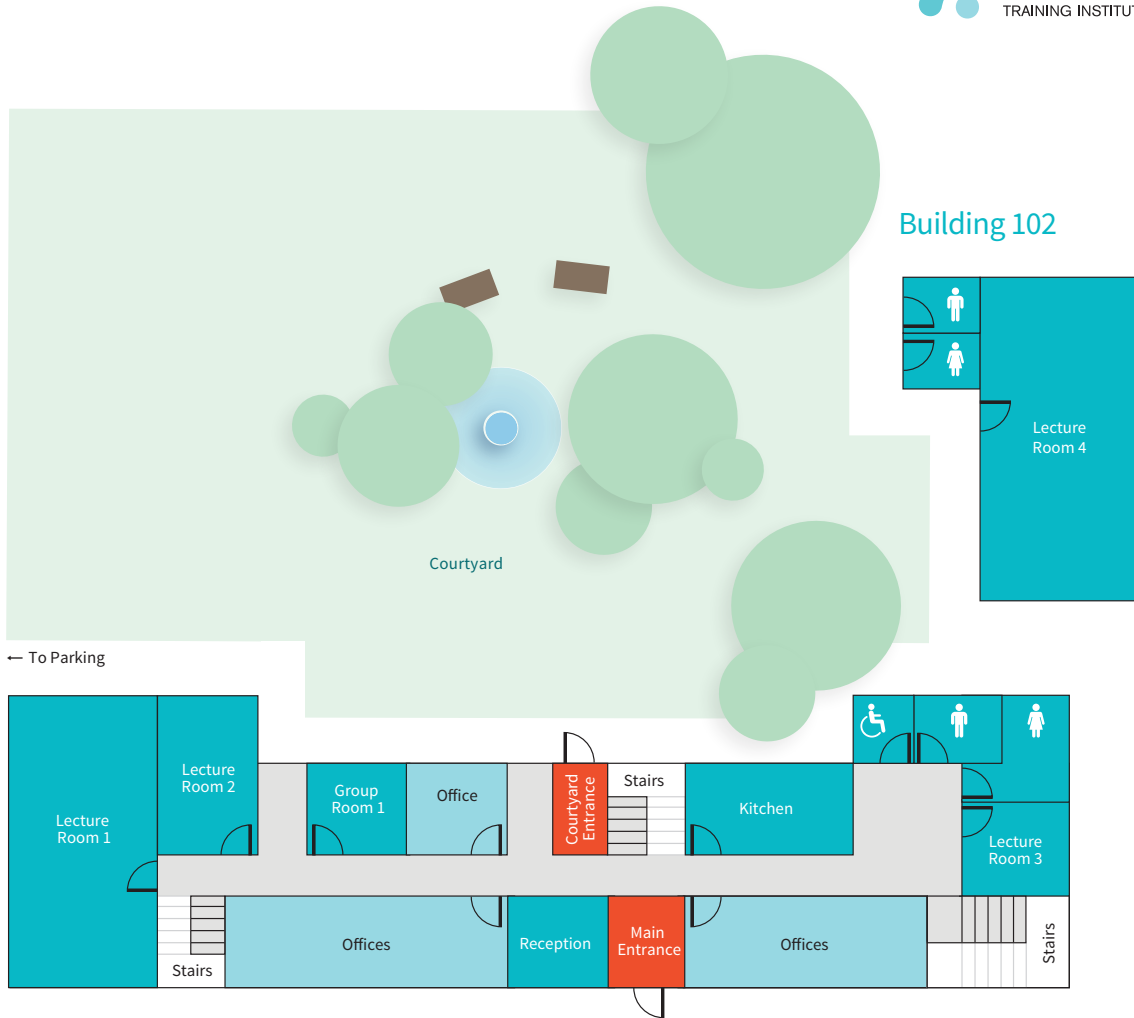 TRAINING INSTITUT
Building 102
Lecture
Room 4
Courtyard
← To Parking
Lecture
Room 1
Lecture
Room 2
Group
Room 1
Office
Courtyard
Entrance
Stairs
Kitchen
Lecture
Room 3
Stairs
Offices
Reception
Main
Entrance
Offices
Stairs